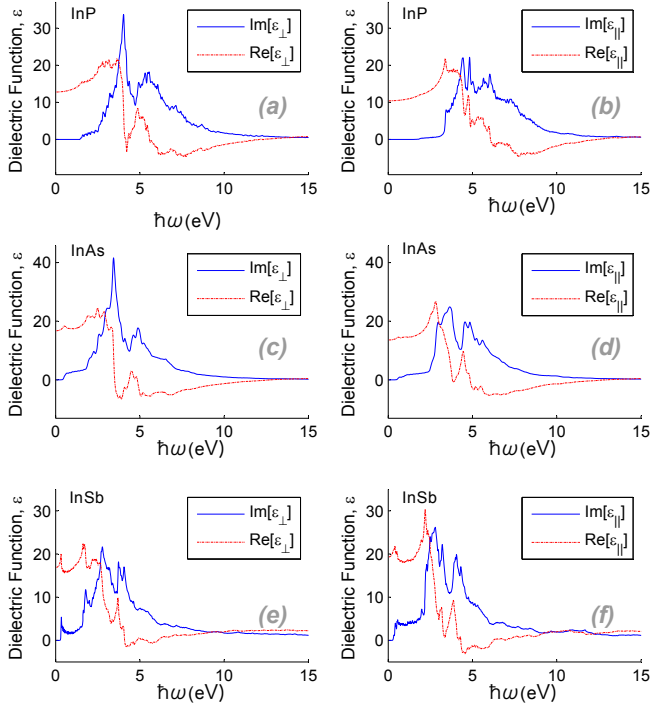 InP
Im[ε⊥]
Re[ε⊥]
(a)
Dielectric Function, ε
30
20
10
0
0 5 10 15
ħω(eV)
InP
Im[ε||]
Re[ε||]
(b)
Dielectric Function, ε
30
20
10
0
0 5 10 15
ħω(eV)
InAs
Im[ε⊥]
Re[ε⊥]
(c)
Dielectric Function, ε
40
20
0
0 5 10 15
ħω(eV)
InAs
Im[ε||]
Re[ε||]
(d)
Dielectric Function, ε
40
20
0
0 5 10 15
ħω(eV)
InSb
Im[ε⊥]
Re[ε⊥]
(e)
Dielectric Function, ε
30
20
10
0
0 5 10 15
ħω(eV)
InSb
Im[ε||]
Re[ε||]
(f)
Dielectric Function, ε
30
20
10
0
0 5 10 15
ħω(eV)